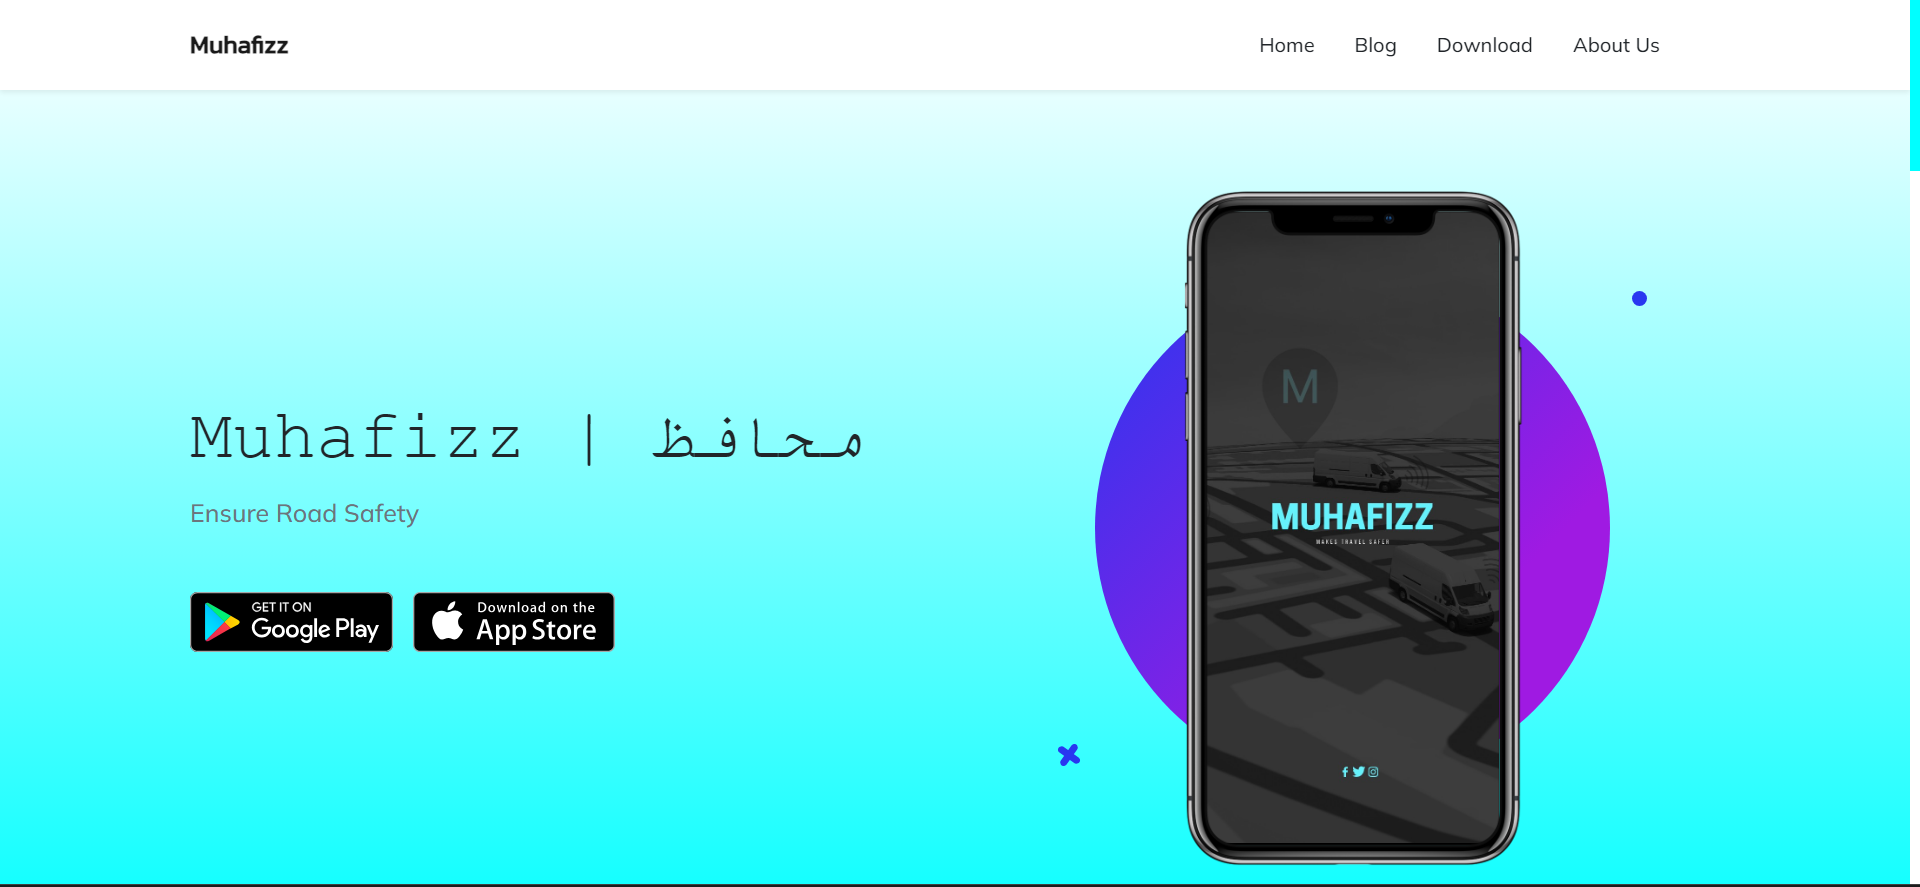 Muhafizz
Home Blog Download About Us
Muhafizz | محافظ
Ensure Road Safety
GET IT ON
Google Play
Download on the
App Store
M
MUHAFIZZ
MAKES TRAVEL SAFER